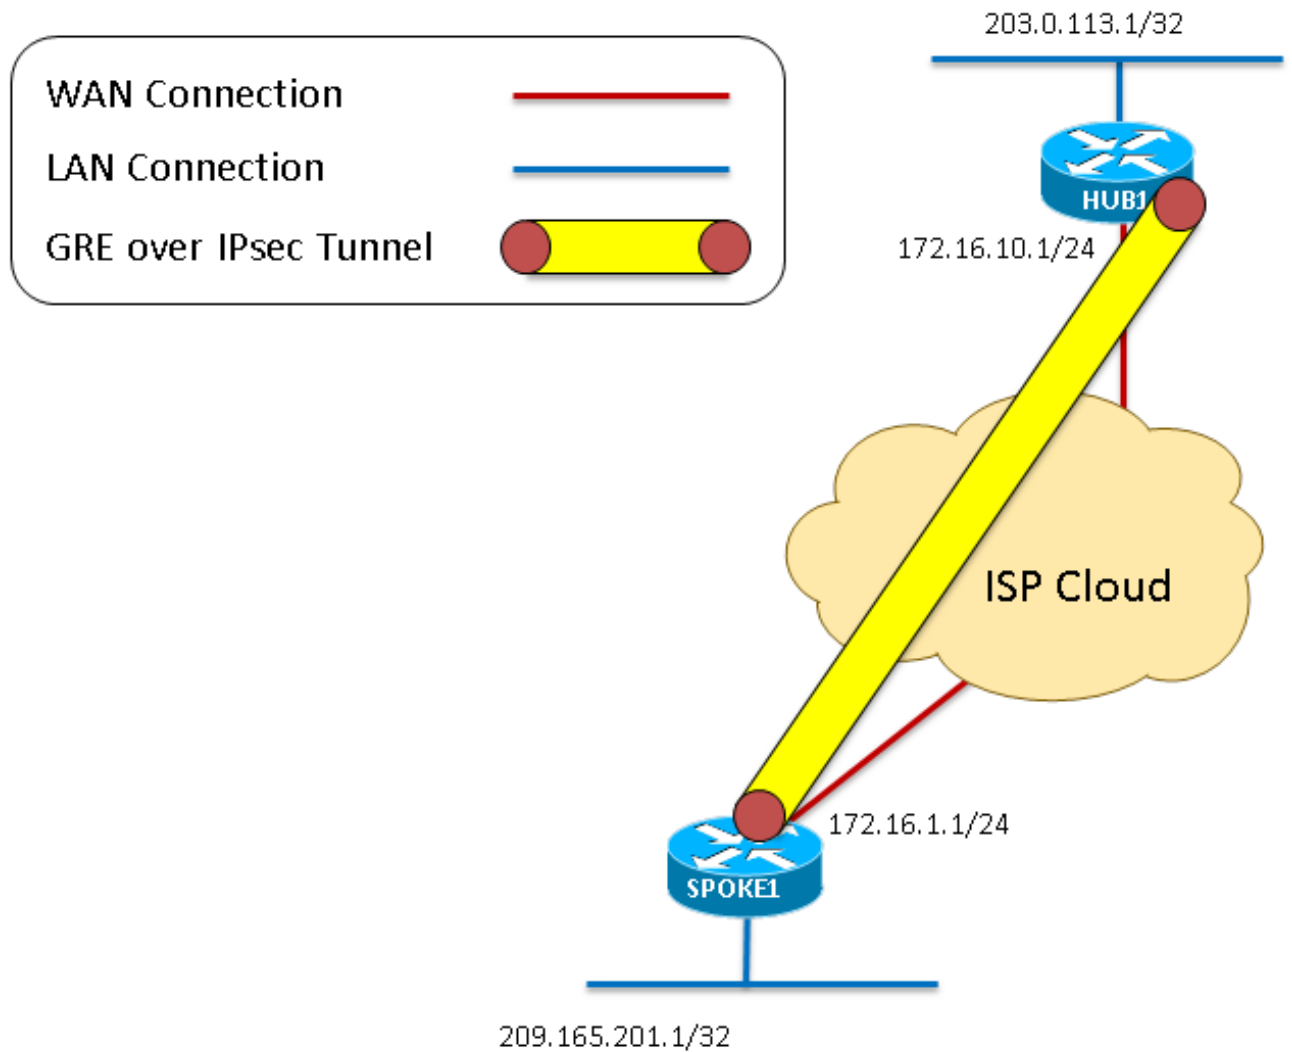 203.0.113.1/32
WAN Connection
LAN Connection
GRE over IPsec Tunnel
HUB1
172.16.10.1/24
ISP Cloud
172.16.1.1/24
SPOKE1
209.165.201.1/32